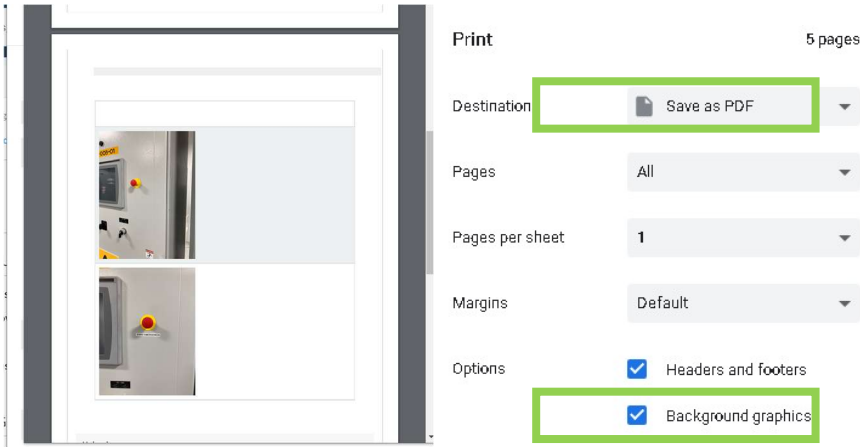 Print 5 pages
Destination Save as PDF
Pages All
Pages per sheet 1
Margins Default
Options Headers and footers
Background graphics